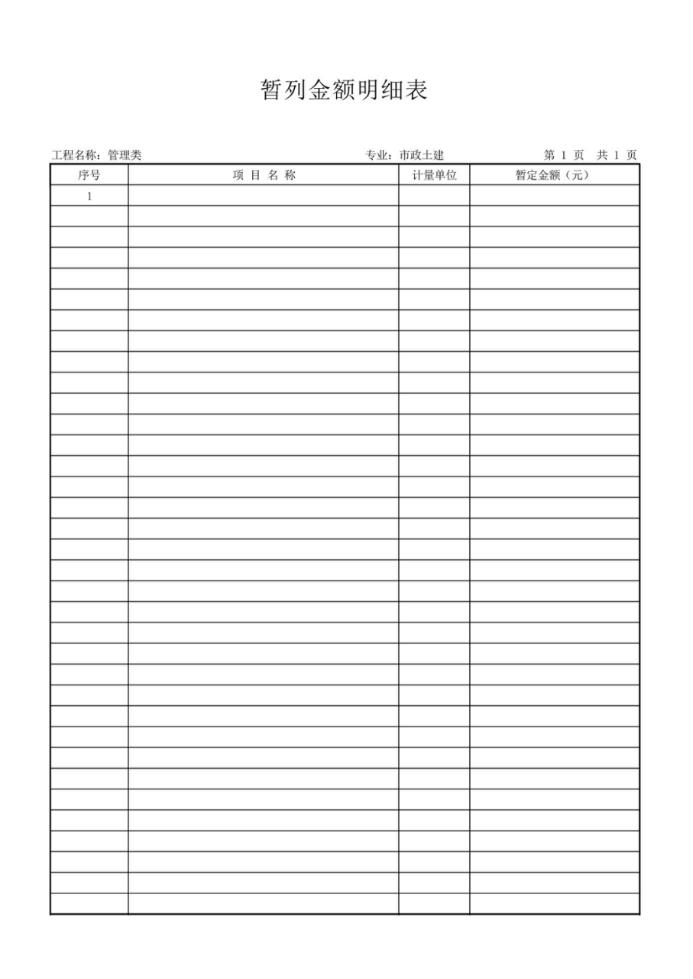 暂列金额明细表
工程名称：管理类 专业：市政土建 第 1 页 共 1 页
序号 项 目 名 称 计量单位 暂定金额（元）
1